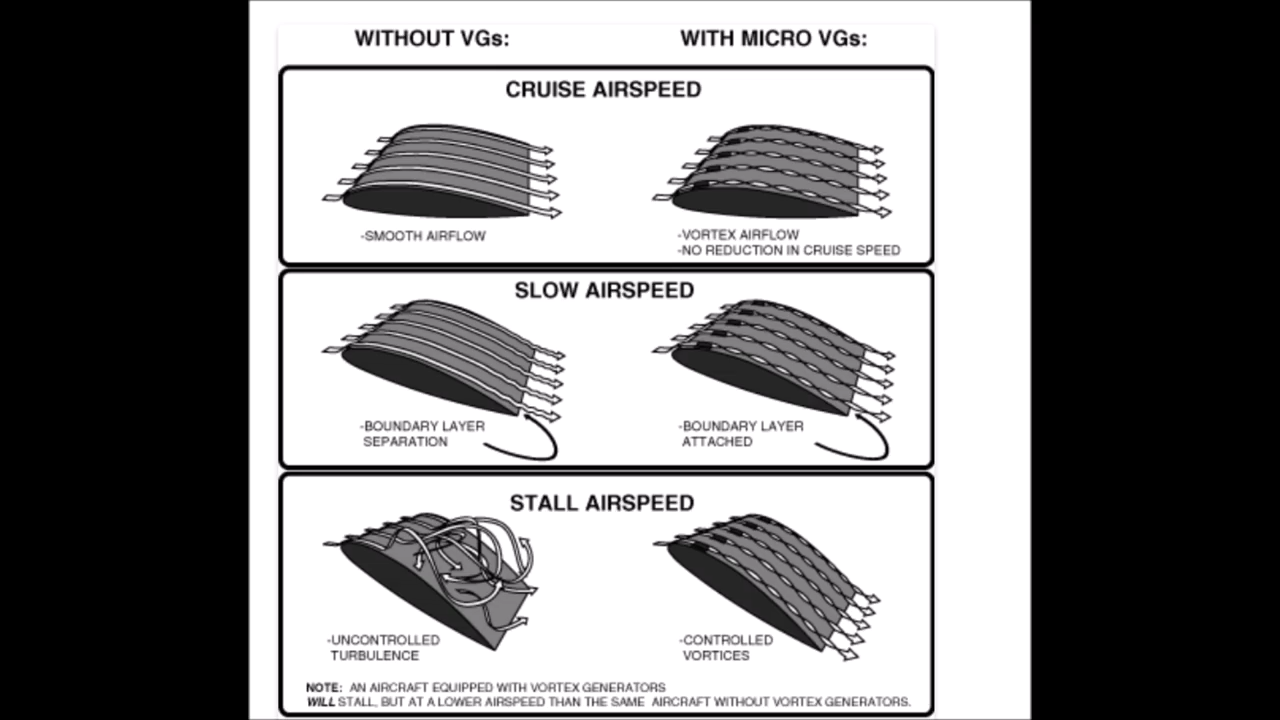 WITHOUT VGs:
WITH MICRO VGs:
CRUISE AIRSPEED
-SMOOTH AIRFLOW
-VORTEX AIRFLOW
-NO REDUCTION IN CRUISE SPEED
SLOW AIRSPEED
-BOUNDARY LAYER
SEPARATION
-BOUNDARY LAYER
ATTACHED
STALL AIRSPEED
-UNCONTROLLED
TURBULENCE
-CONTROLLED
VORTICES
NOTE: AN AIRCRAFT EQUIPPED WITH VORTEX GENERATORS
WILL STALL, BUT AT A LOWER AIRSPEED THAN THE SAME AIRCRAFT WITHOUT VORTEX GENERATORS.